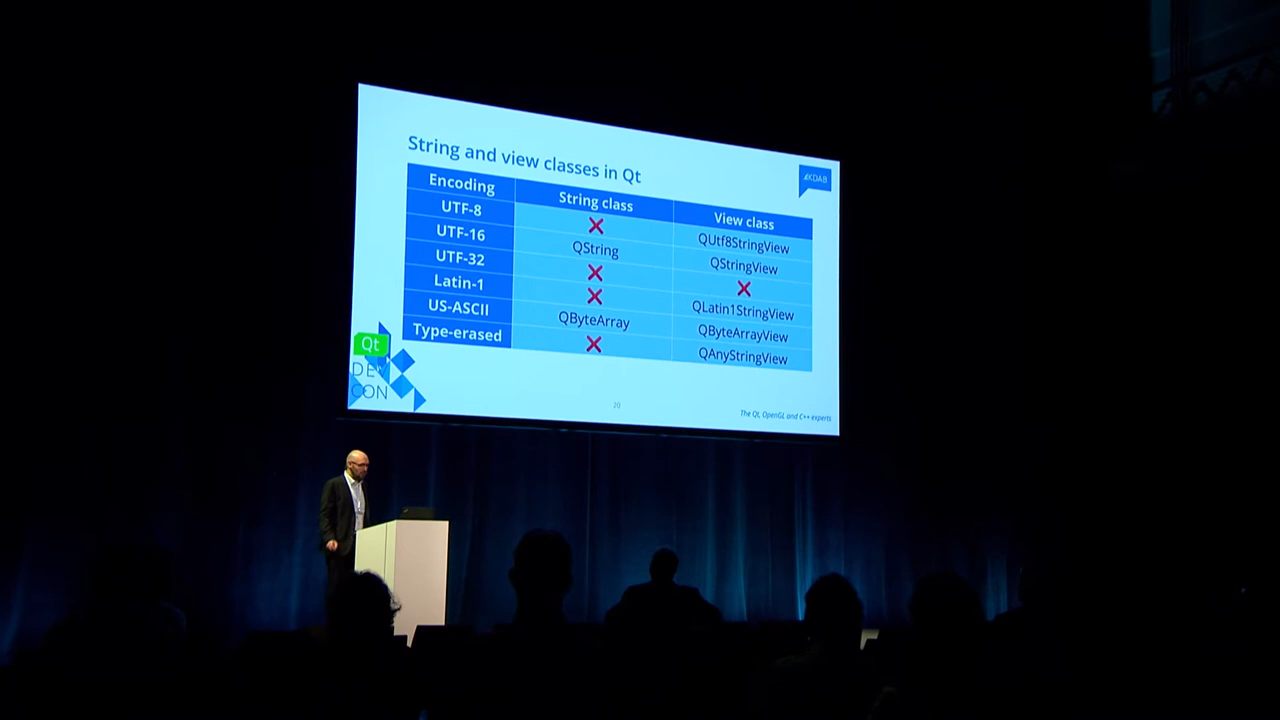 String and view classes in Qt
KDAB
Encoding String class View class
UTF-8 ❌ QUtf8StringView
UTF-16 QString QStringView
UTF-32 ❌ ❌
Latin-1 ❌ QLatin1StringView
US-ASCII QByteArray QByteArrayView
Type-erased ❌ QAnyStringView
Qt
DEV
CON
20
The Qt, OpenGL and C++ experts